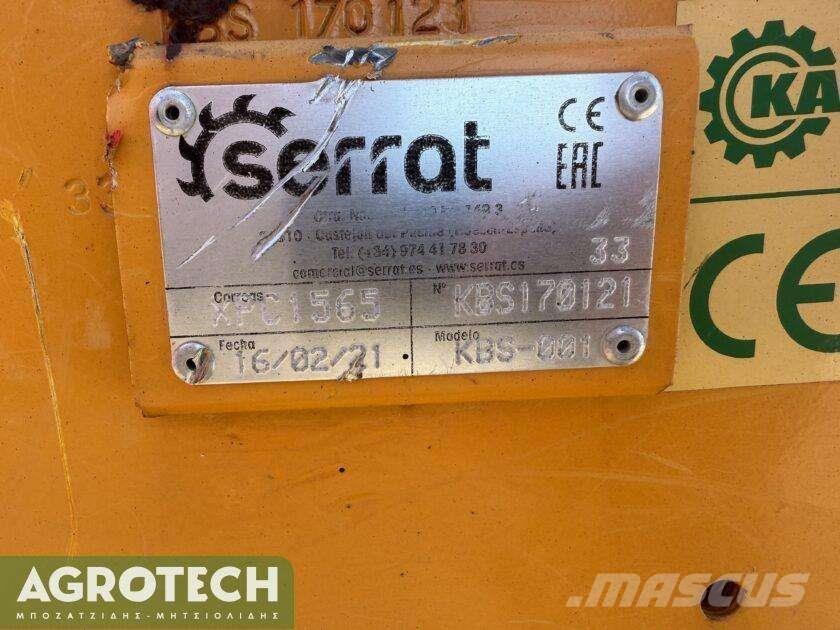 KBS 170121
serrat
CE
EAC
KA
33
Tel. (+34) 974 41 78 30
comercial@serrat.es - www.serrat.es
33
Correas
XPC1565
Nº
KBS170121
Fecha
16/02/21
Modelo
KBS-001
CE
AGROTECH
ΜΠΟΖΑΤΖΙΔΗΣ-ΜΗΤΣΙΟΛΙΔΗΣ
MASCUS